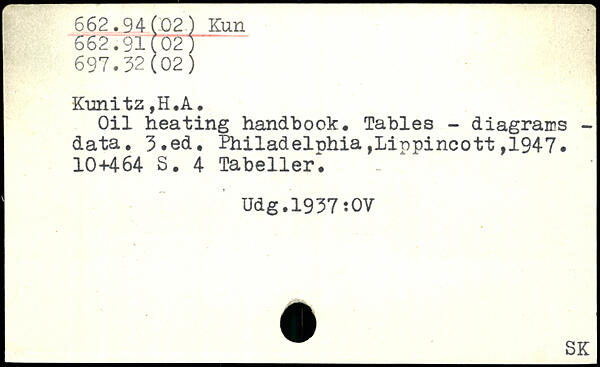 662.94(02) Kun
662.91(02)
697.32(02)
Kunitz,H.A.
Oil heating handbook. Tables - diagrams -
data. 3.ed. Philadelphia,Lippincott,1947.
10+464 S. 4 Tabeller.
Udg.1937:OV
SK